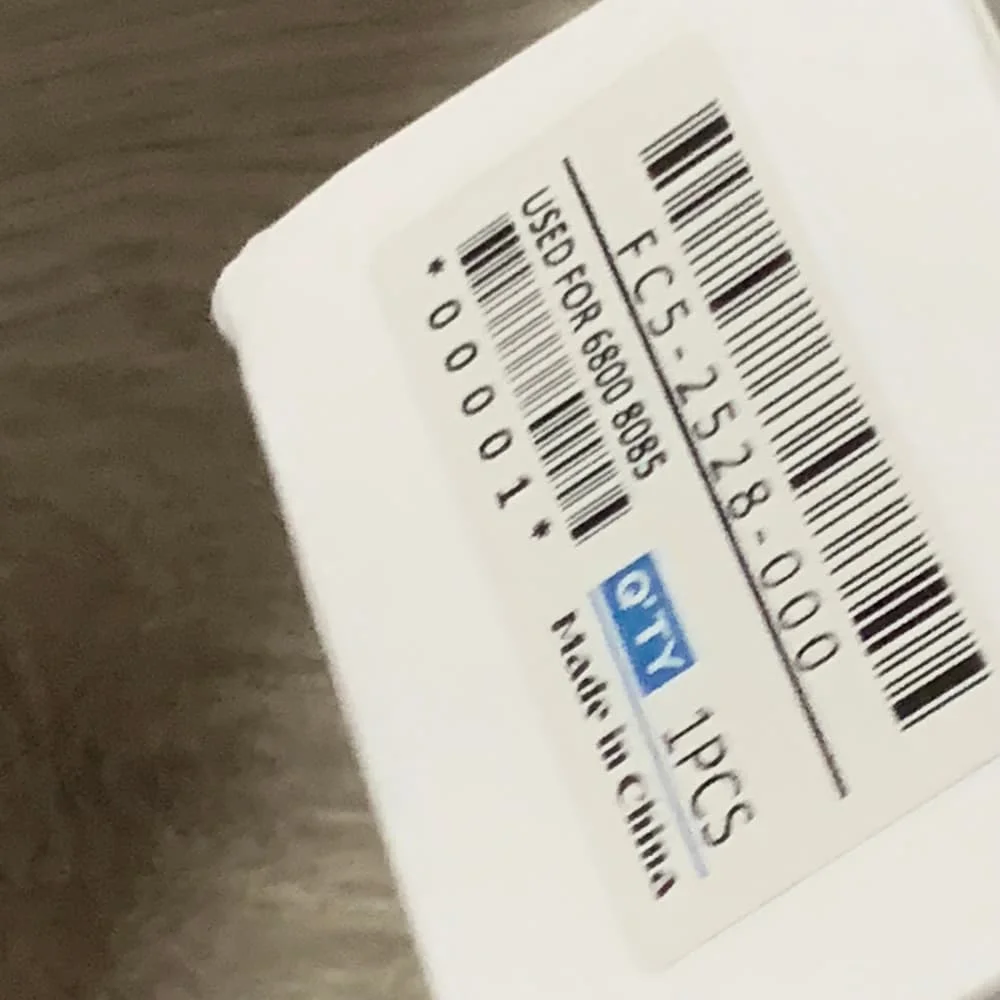 FC5-2528-000
USED FOR 6800 8085
*00001*
Q'TY 1PCS
Made in China